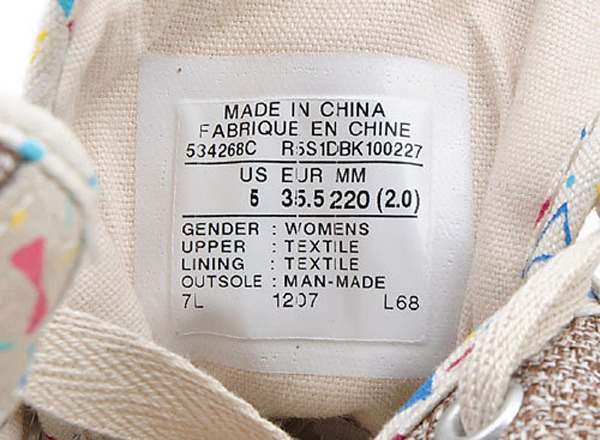 MADE IN CHINA
FABRIQUE EN CHINE
534268C R5S1DBK100227
US EUR MM
5 35.5 220 (2.0)
GENDER : WOMENS
UPPER : TEXTILE
LINING : TEXTILE
OUTSOLE : MAN-MADE
7L 1207 L68